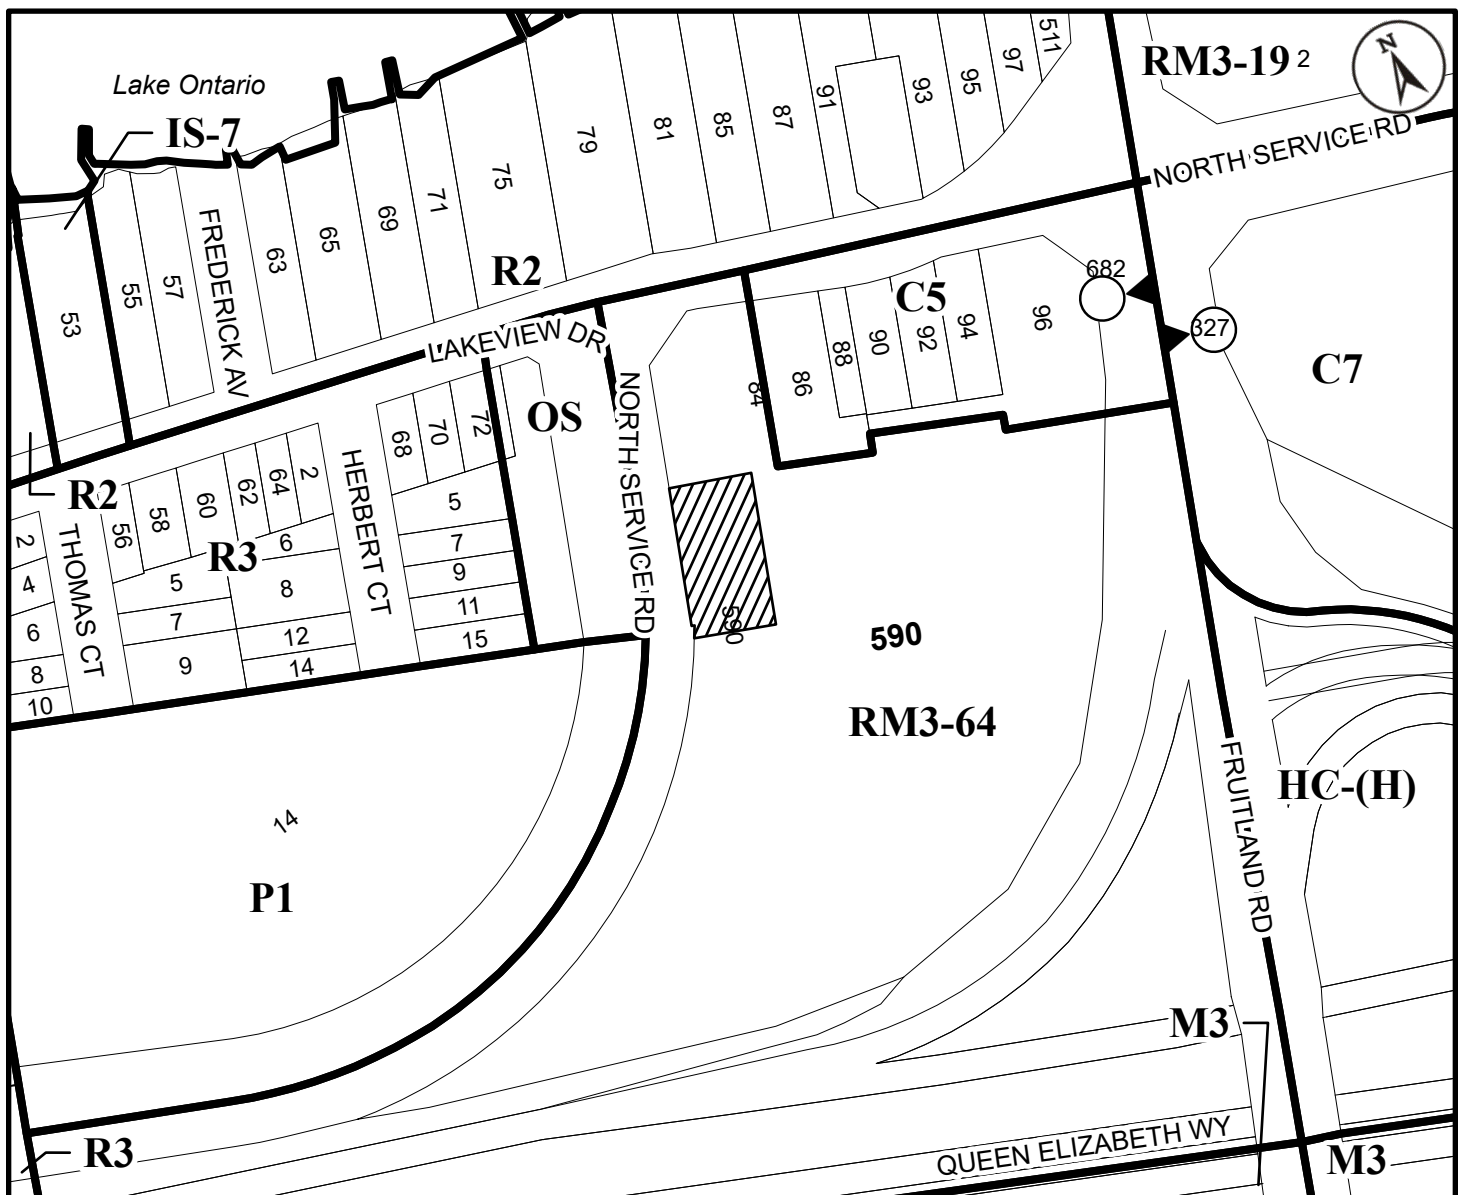 511
97
95
93
91
87
85
81
79
75
71
69
65
63
57
55
53
RM3-19
2
N
Lake Ontario
IS-7
NORTH SERVICE RD
FREDERICK AV
R2
682
C5
327
C7
LAKEVIEW DR
84
86
88
90
92
94
96
NORTH SERVICE RD
OS
68
70
72
R2
56
58
60
62
64
2
HERBERT CT
R3
THOMAS CT
2
4
6
8
10
5
7
9
6
8
12
14
5
7
9
11
15
590
590
RM3-64
FRUITLAND RD
HC-(H)
14
P1
M3
QUEEN ELIZABETH WY
R3
M3